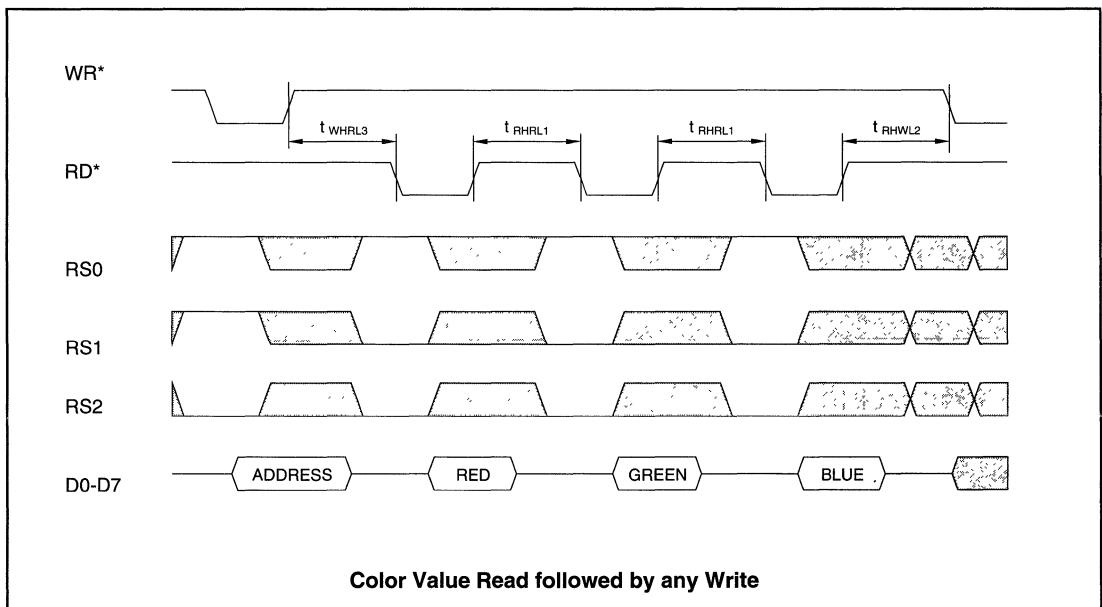 WR*
t WHRL3
t RHRL1
t RHRL1
t RHWL2
RD*
RS0
RS1
RS2
D0-D7
ADDRESS
RED
GREEN
BLUE
Color Value Read followed by any Write